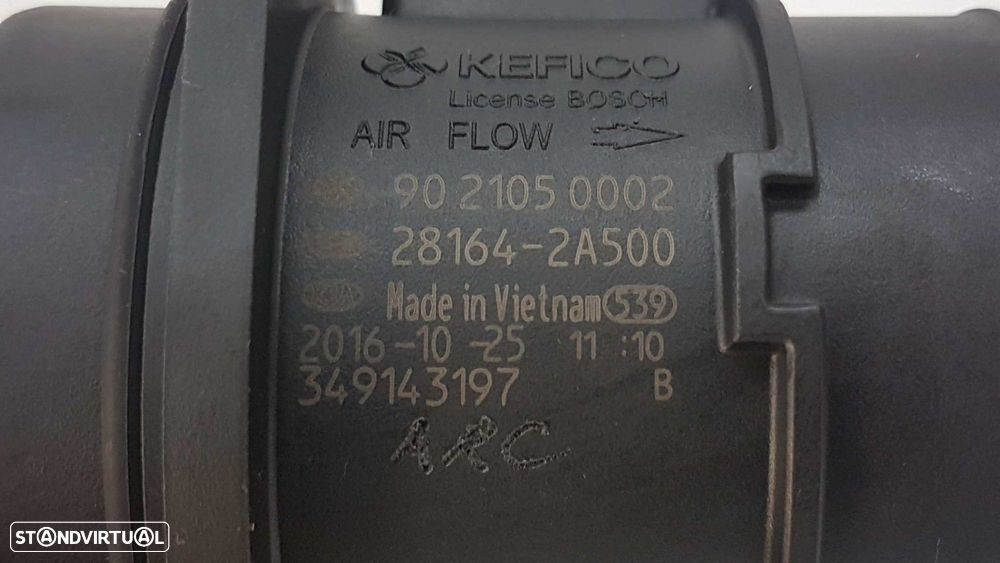 KEFICO
License BOSCH
AIR FLOW
90 2105 0002
28164-2A500
Made in Vietnam 539
2016-10-25 11:10
349143197 B
ARC
STANDVIRTUAL